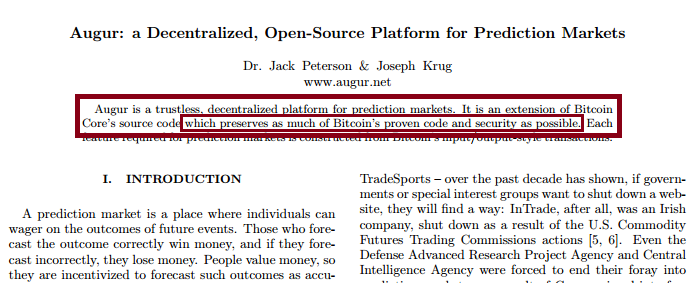 Augur: a Decentralized, Open-Source Platform for Prediction Markets
Dr. Jack Peterson & Joseph Krug
www.augur.net
Augur is a trustless, decentralized platform for prediction markets. It is an extension of Bitcoin
Core's source code which preserves as much of Bitcoin's proven code and security as possible. Each
feature required for prediction markets is constructed from Bitcoin's input/output-style transactions.
I. INTRODUCTION
A prediction market is a place where individuals can
wager on the outcomes of future events. Those who fore-
cast the outcome correctly win money, and if they fore-
cast incorrectly, they lose money. People value money, so
they are incentivized to forecast such outcomes as accu-
TradeSports – over the past decade has shown, if govern-
ments or special interest groups want to shut down a web-
site, they will find a way: InTrade, after all, was an Irish
company, shut down as a result of the U.S. Commodity
Futures Trading Commissions actions [5, 6]. Even the
Defense Advanced Research Project Agency and Central
Intelligence Agency were forced to end their foray into